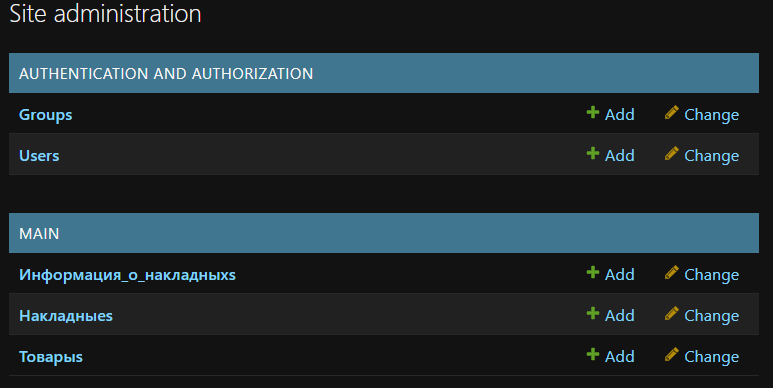 Site administration
AUTHENTICATION AND AUTHORIZATION
Groups Add Change
Users Add Change
MAIN
Информация_о_накладныхs Add Change
Накладныеs Add Change
Товарыs Add Change